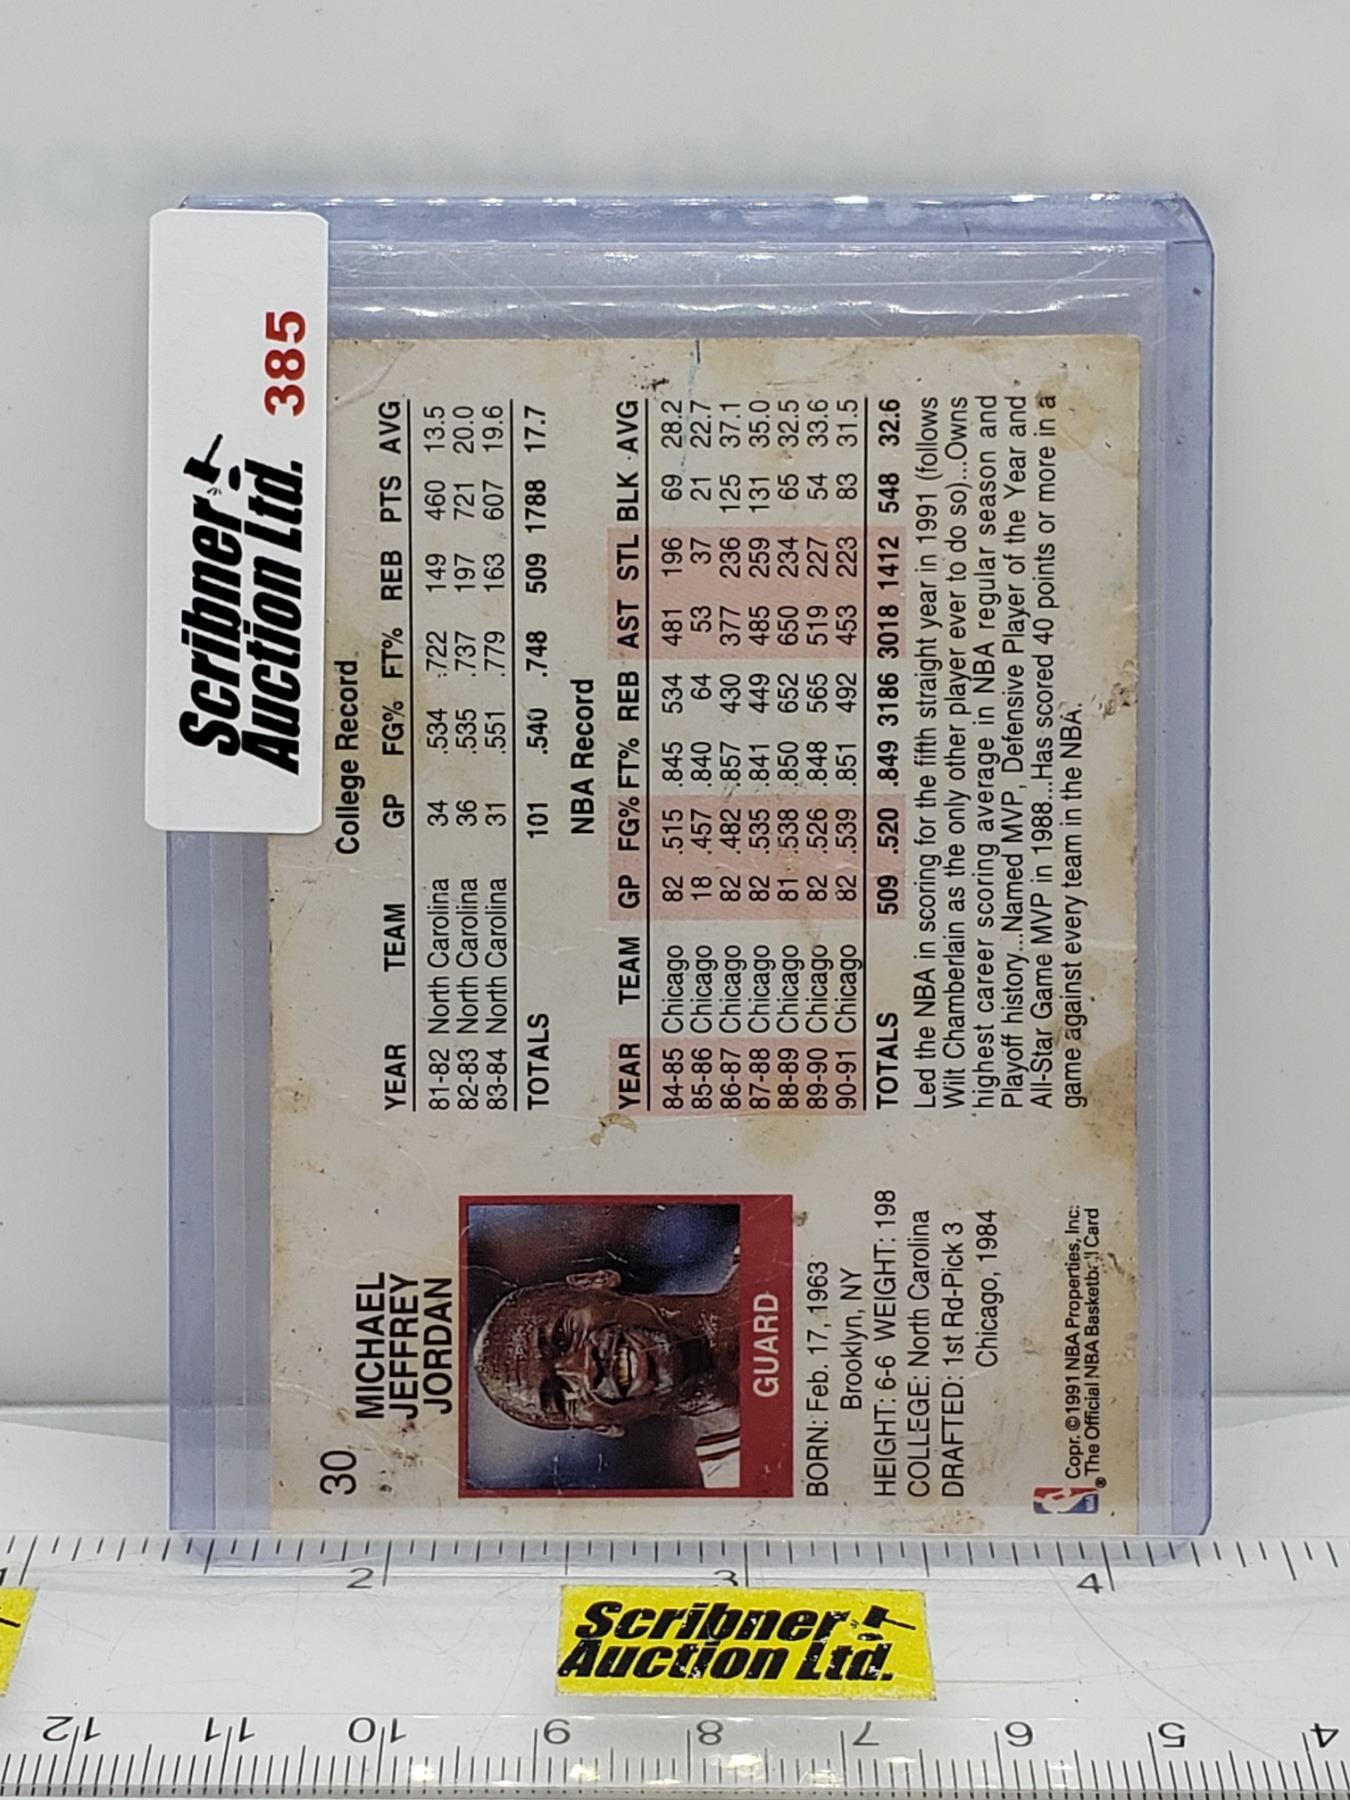 Scribner
Auction Ltd. 385
30
MICHAEL
JEFFREY
JORDAN
GUARD
BORN: Feb. 17, 1963
Brooklyn, NY
HEIGHT: 6-6 WEIGHT: 198
COLLEGE: North Carolina
DRAFTED: 1st Rd-Pick 3
Chicago, 1984
Copr. ©1991 NBA Properties, Inc.
The Official NBA Basketball Card
College Record
YEAR TEAM GP FG% FT% REB PTS AVG
81-82 North Carolina 34 .534 .722 149 460 13.5
82-83 North Carolina 36 .535 .737 197 721 20.0
83-84 North Carolina 31 .551 .779 163 607 19.6
TOTALS 101 .540 .748 509 1788 17.7
NBA Record
YEAR TEAM GP FG% FT% REB AST STL BLK AVG
84-85 Chicago 82 .515 .845 534 481 196 69 28.2
85-86 Chicago 18 .457 .840 64 53 37 21 22.7
86-87 Chicago 82 .482 .857 430 377 236 125 37.1
87-88 Chicago 82 .535 .841 449 485 259 131 35.0
88-89 Chicago 81 .538 .850 652 650 234 65 32.5
89-90 Chicago 82 .526 .848 565 519 227 54 33.6
90-91 Chicago 82 .539 .851 492 453 223 83 31.5
TOTALS 509 .520 .849 3186 3018 1412 548 32.6
Led the NBA in scoring for the fifth straight year in 1991 (follows
Wilt Chamberlain as the only other player ever to do so)...Owns
highest career scoring average in NBA regular season and
Playoff history...Named MVP, Defensive Player of the Year and
All-Star Game MVP in 1988...Has scored 40 points or more in a
game against every team in the NBA.
2 3 4
Scribner
Auction Ltd.
12 11 10 9 8 7 6 5 4